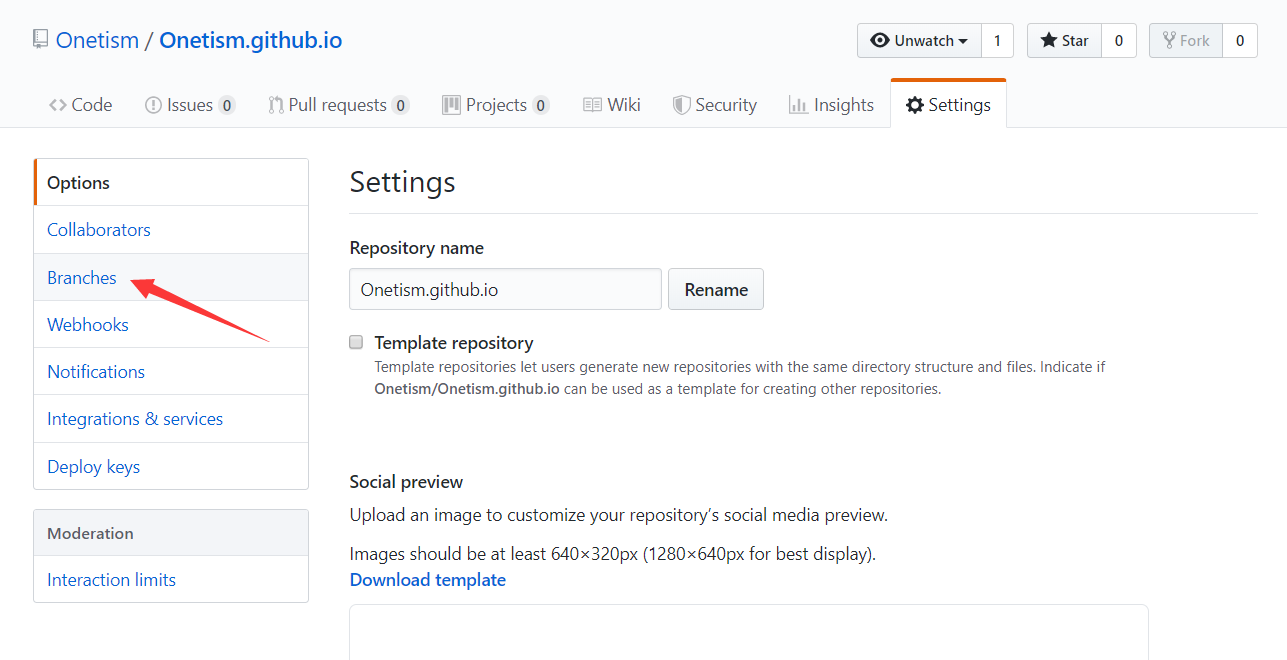 Onetism / Onetism.github.io
Unwatch 1 Star 0 Fork 0
Code Issues 0 Pull requests 0 Projects 0 Wiki Security Insights Settings
Options
Collaborators
Branches
Webhooks
Notifications
Integrations & services
Deploy keys
Moderation
Interaction limits
Settings
Repository name
Onetism.github.io Rename
Template repository
Template repositories let users generate new repositories with the same directory structure and files. Indicate if
Onetism/Onetism.github.io can be used as a template for creating other repositories.
Social preview
Upload an image to customize your repository’s social media preview.
Images should be at least 640×320px (1280×640px for best display).
Download template